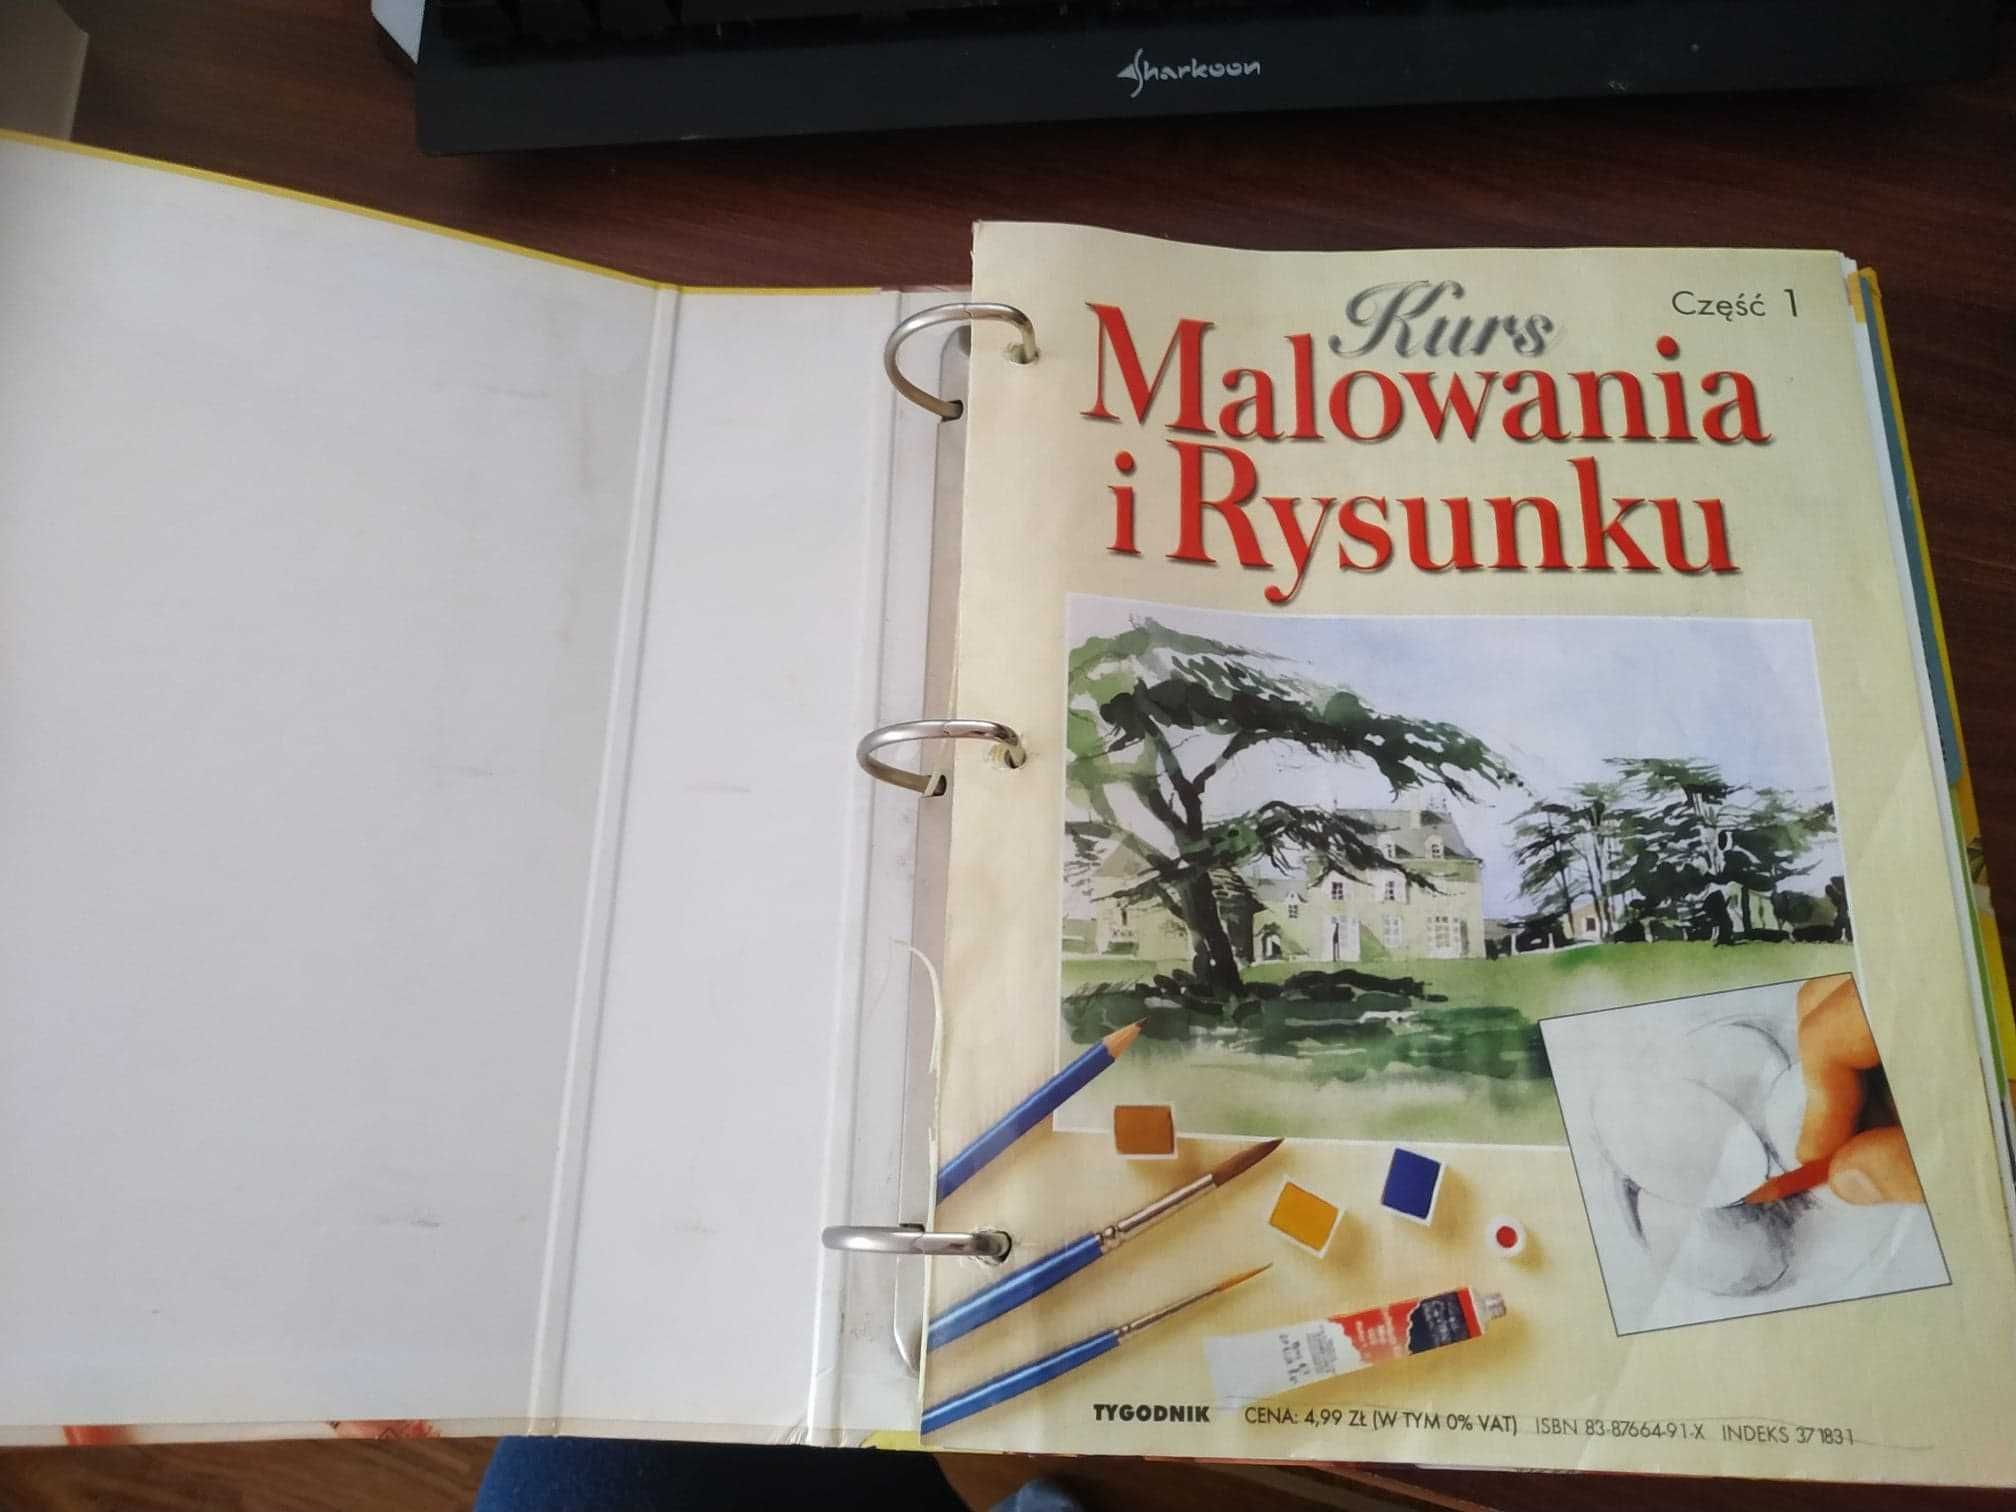 Sharkoon
Część 1
Kurs
Malowania
i Rysunku
TYGODNIK CENA: 4,99 ZŁ (W TYM 0% VAT) ISBN 83-87664-91-X INDEKS 371831